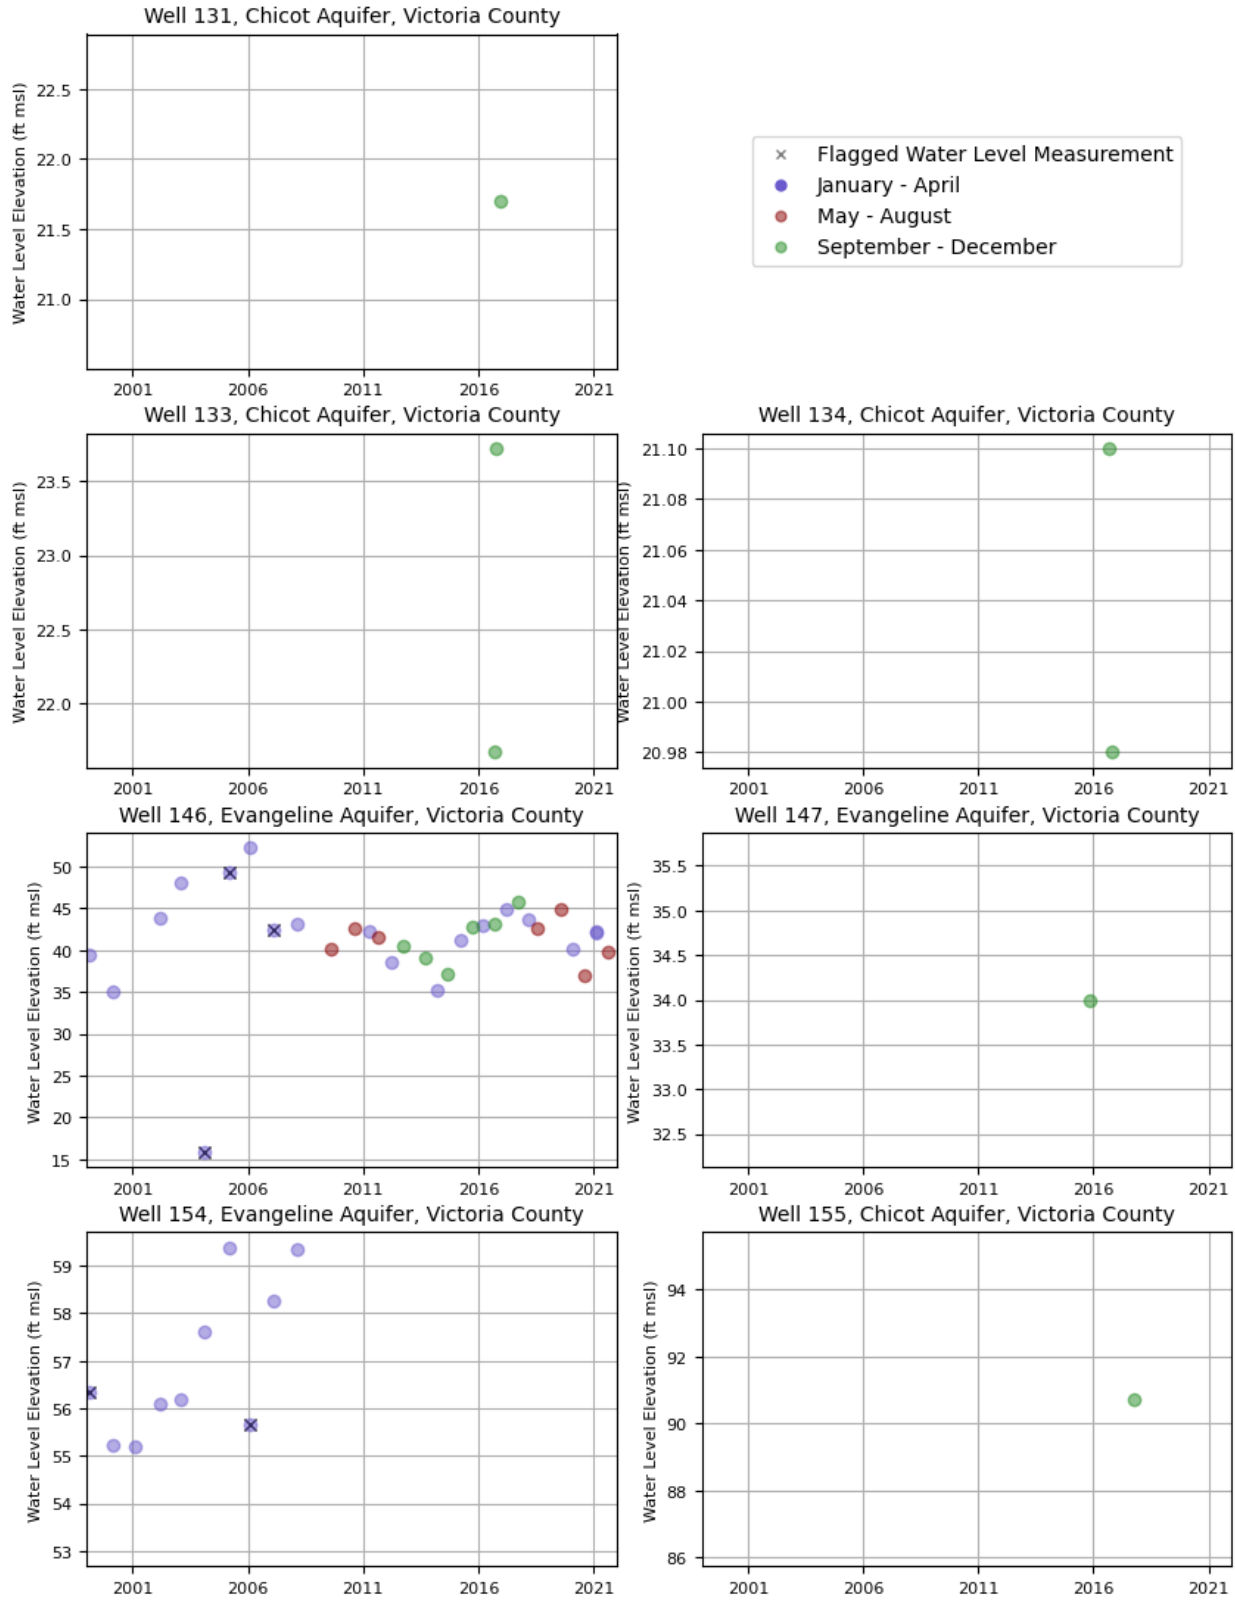 Well 131, Chicot Aquifer, Victoria County
Water Level Elevation (ft msl)
22.5
22.0
21.5
21.0
2001 2006 2011 2016 2021
Flagged Water Level Measurement
January - April
May - August
September - December
Well 133, Chicot Aquifer, Victoria County
Water Level Elevation (ft msl)
23.5
23.0
22.5
22.0
2001 2006 2011 2016 2021
Well 134, Chicot Aquifer, Victoria County
Water Level Elevation (ft msl)
21.10
21.08
21.06
21.04
21.02
21.00
20.98
2001 2006 2011 2016 2021
Well 146, Evangeline Aquifer, Victoria County
Water Level Elevation (ft msl)
50
45
40
35
30
25
20
15
2001 2006 2011 2016 2021
Well 147, Evangeline Aquifer, Victoria County
Water Level Elevation (ft msl)
35.5
35.0
34.5
34.0
33.5
33.0
32.5
2001 2006 2011 2016 2021
Well 154, Evangeline Aquifer, Victoria County
Water Level Elevation (ft msl)
59
58
57
56
55
54
53
2001 2006 2011 2016 2021
Well 155, Chicot Aquifer, Victoria County
Water Level Elevation (ft msl)
94
92
90
88
86
2001 2006 2011 2016 2021